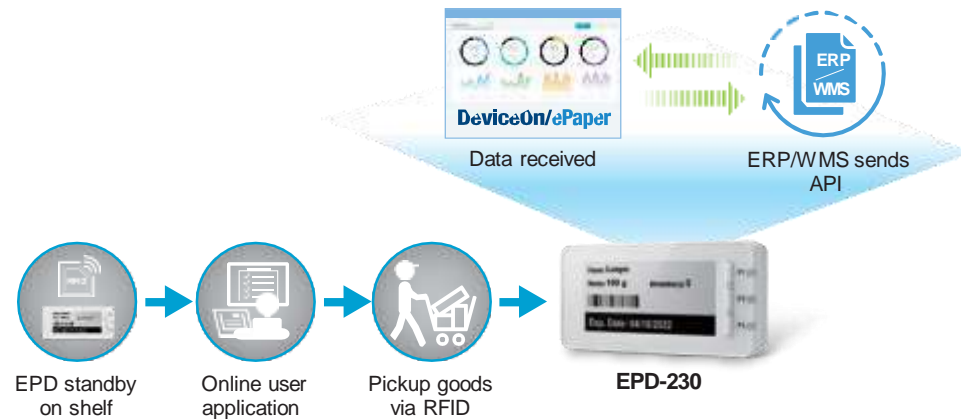 ERP
WMS
DeviceOn/ePaper
Data received
ERP/WMS sends
API
Exp. Date: 04/18/2022
EPD standby
on shelf
Online user
application
Pickup goods
via RFID
EPD-230